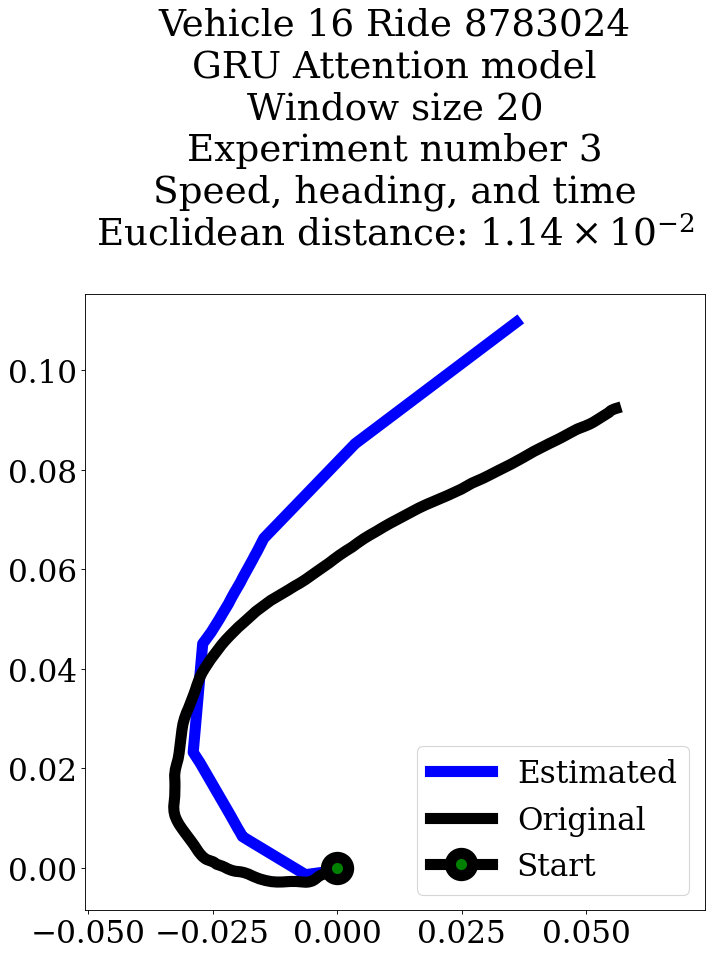 Vehicle 16 Ride 8783024
GRU Attention model
Window size 20
Experiment number 3
Speed, heading, and time
Euclidean distance: 1.14 × 10⁻²
0.10
0.08
0.06
0.04
0.02
0.00
Estimated
Original
Start
−0.050 −0.025 0.000 0.025 0.050